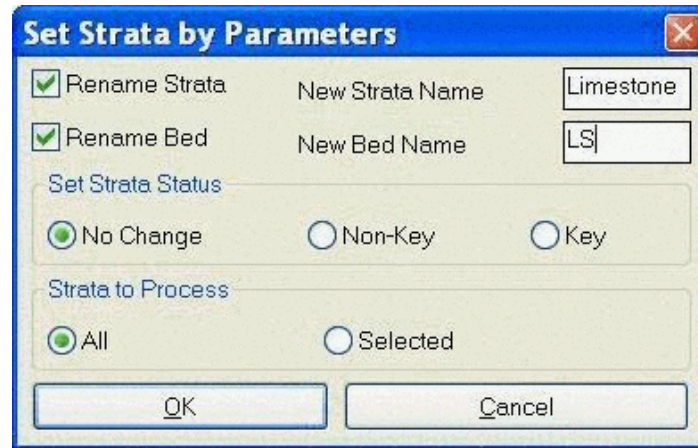 Set Strata by Parameters
Rename Strata New Strata Name Limestone
Rename Bed New Bed Name LS
Set Strata Status
No Change Non-Key Key
Strata to Process
All Selected
OK Cancel